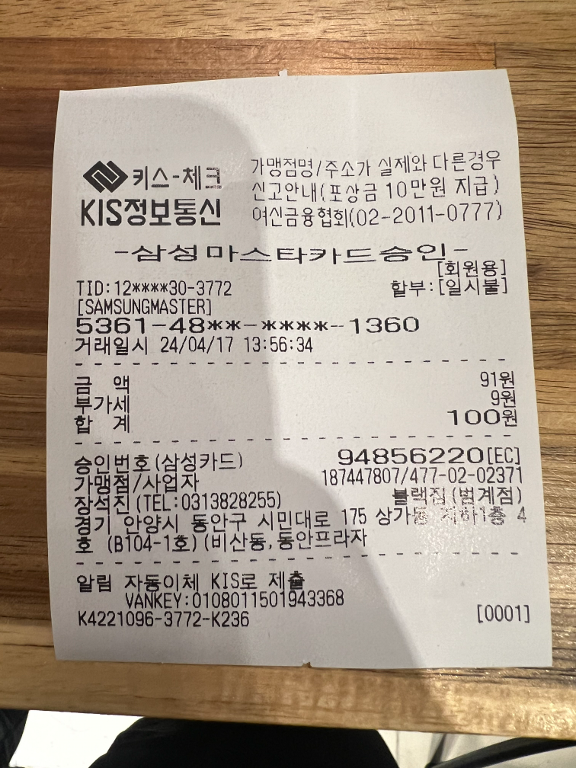 키스-체크
KIS정보통신
가맹점명/주소가 실제와 다른경우
신고안내(포상금 10만원 지급)
여신금융협회(02-2011-0777)
-삼성마스타카드승인-
[회원용]
TID:12****30-3772 할부:[일시불]
[SAMSUNGMASTER]
5361-48**-****-1360
거래일시 24/04/17 13:56:34
금 액 91원
부가세 9원
합 계 100원
승인번호(삼성카드) 94856220[EC]
가맹점/사업자 187447807/477-02-02371
장석진(TEL:0313828255) 블랙집(범계점)
경기 안양시 동안구 시민대로 175 상가동 지하1층 4
호 (B104-1호)(비산동,동안프라자
알림 자동이체 KIS로 제출
VANKEY:0108011501943368
K4221096-3772-K236 [0001]